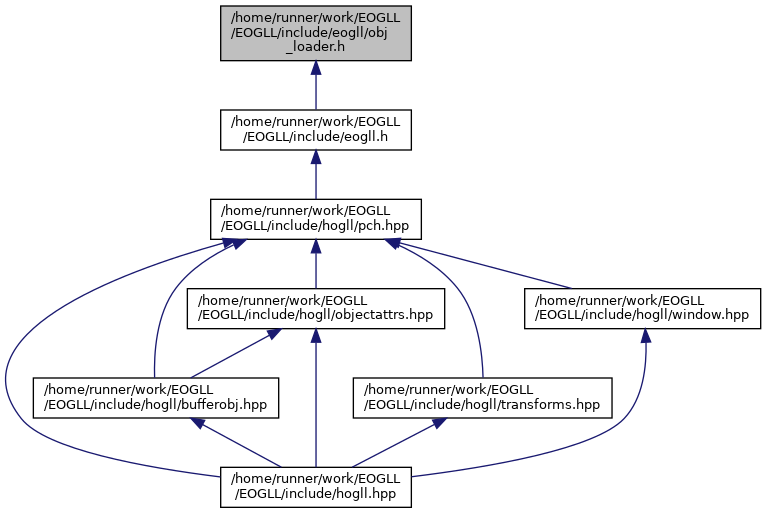 /home/runner/work/EOGLL
/EOGLL/include/eogll/obj
_loader.h
/home/runner/work/EOGLL
/EOGLL/include/eogll.h
/home/runner/work/EOGLL
/EOGLL/include/hogll/pch.hpp
/home/runner/work/EOGLL
/EOGLL/include/hogll/objectattrs.hpp
/home/runner/work/EOGLL
/EOGLL/include/hogll/window.hpp
/home/runner/work/EOGLL
/EOGLL/include/hogll/bufferobj.hpp
/home/runner/work/EOGLL
/EOGLL/include/hogll/transforms.hpp
/home/runner/work/EOGLL
/EOGLL/include/hogll.hpp